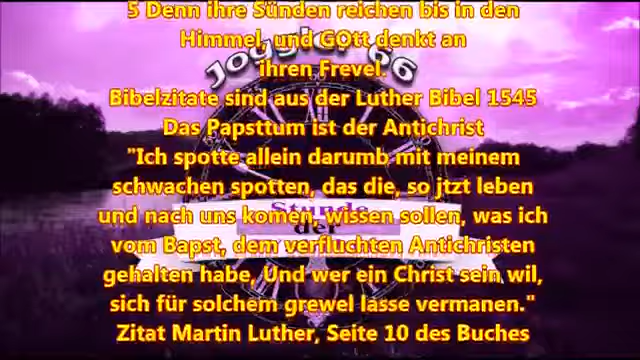 5 Denn ihre Sünden reichen bis in den
Himmel, und GOtt denkt an
Joggler66
ihren Frevel.
Bibelzitate sind aus der Luther Bibel 1545
Das Papsttum ist der Antichrist
"Ich spotte allein darumb mit meinem
schwachen spotten, das die, so jtzt leben
Stunde
und nach uns komen, wissen sollen, was ich
der
vom Bapst, dem verfluchten Antichristen
gehalten habe, Und wer ein Christ sein wil,
sich für solchem grewel lasse vermanen."
Zitat Martin Luther, Seite 10 des Buches